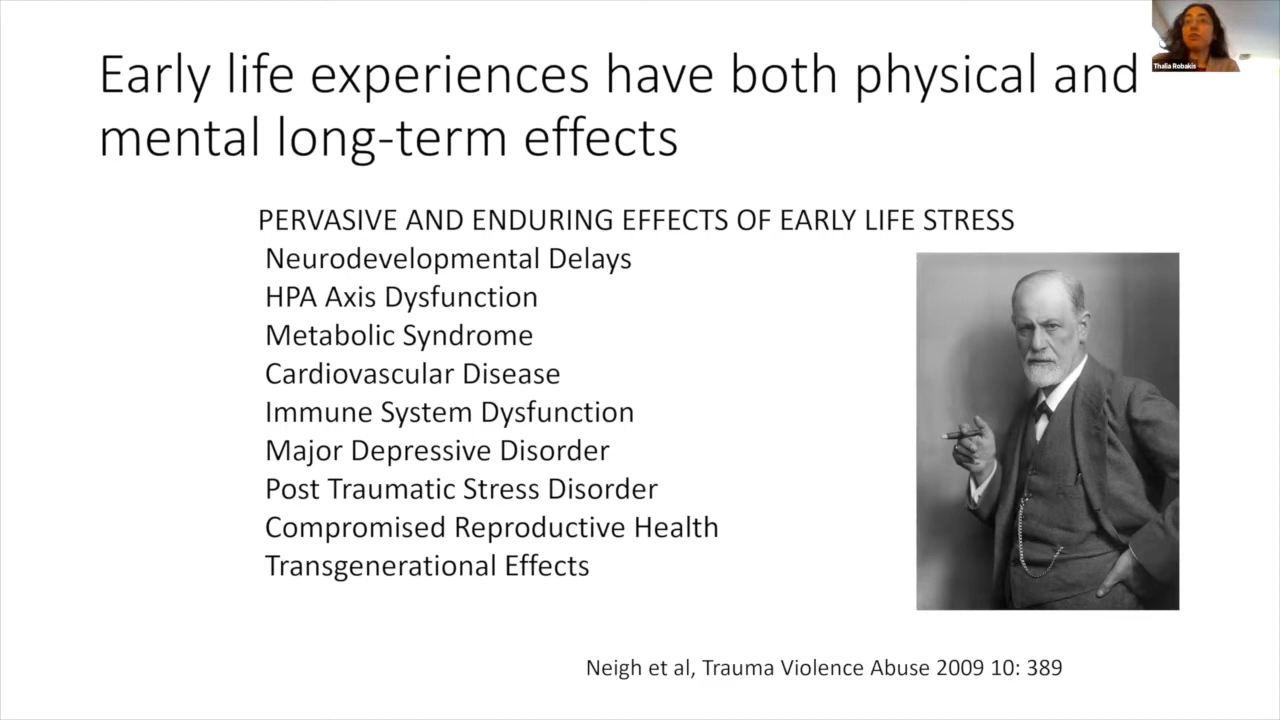 Early life experiences have both physical and
mental long-term effects
Thalia Robakis
PERVASIVE AND ENDURING EFFECTS OF EARLY LIFE STRESS
Neurodevelopmental Delays
HPA Axis Dysfunction
Metabolic Syndrome
Cardiovascular Disease
Immune System Dysfunction
Major Depressive Disorder
Post Traumatic Stress Disorder
Compromised Reproductive Health
Transgenerational Effects
Neigh et al, Trauma Violence Abuse 2009 10: 389